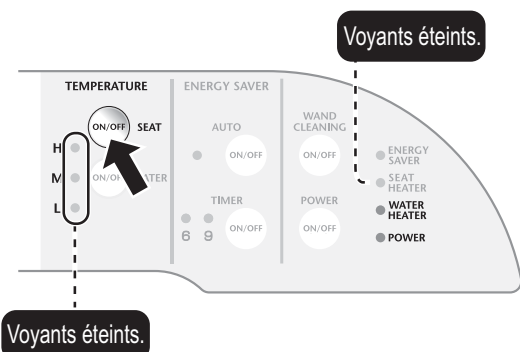 Voyants éteints.
TEMPERATURE
ENERGY SAVER
ON/OFF
SEAT
AUTO
WAND
CLEANING
H
M
L
ON/OFF
ON/OFF
ON/OFF
ENERGY
SAVER
SEAT
HEATER
TIMER
POWER
WATER
HEATER
6 9
ON/OFF
ON/OFF
POWER
Voyants éteints.